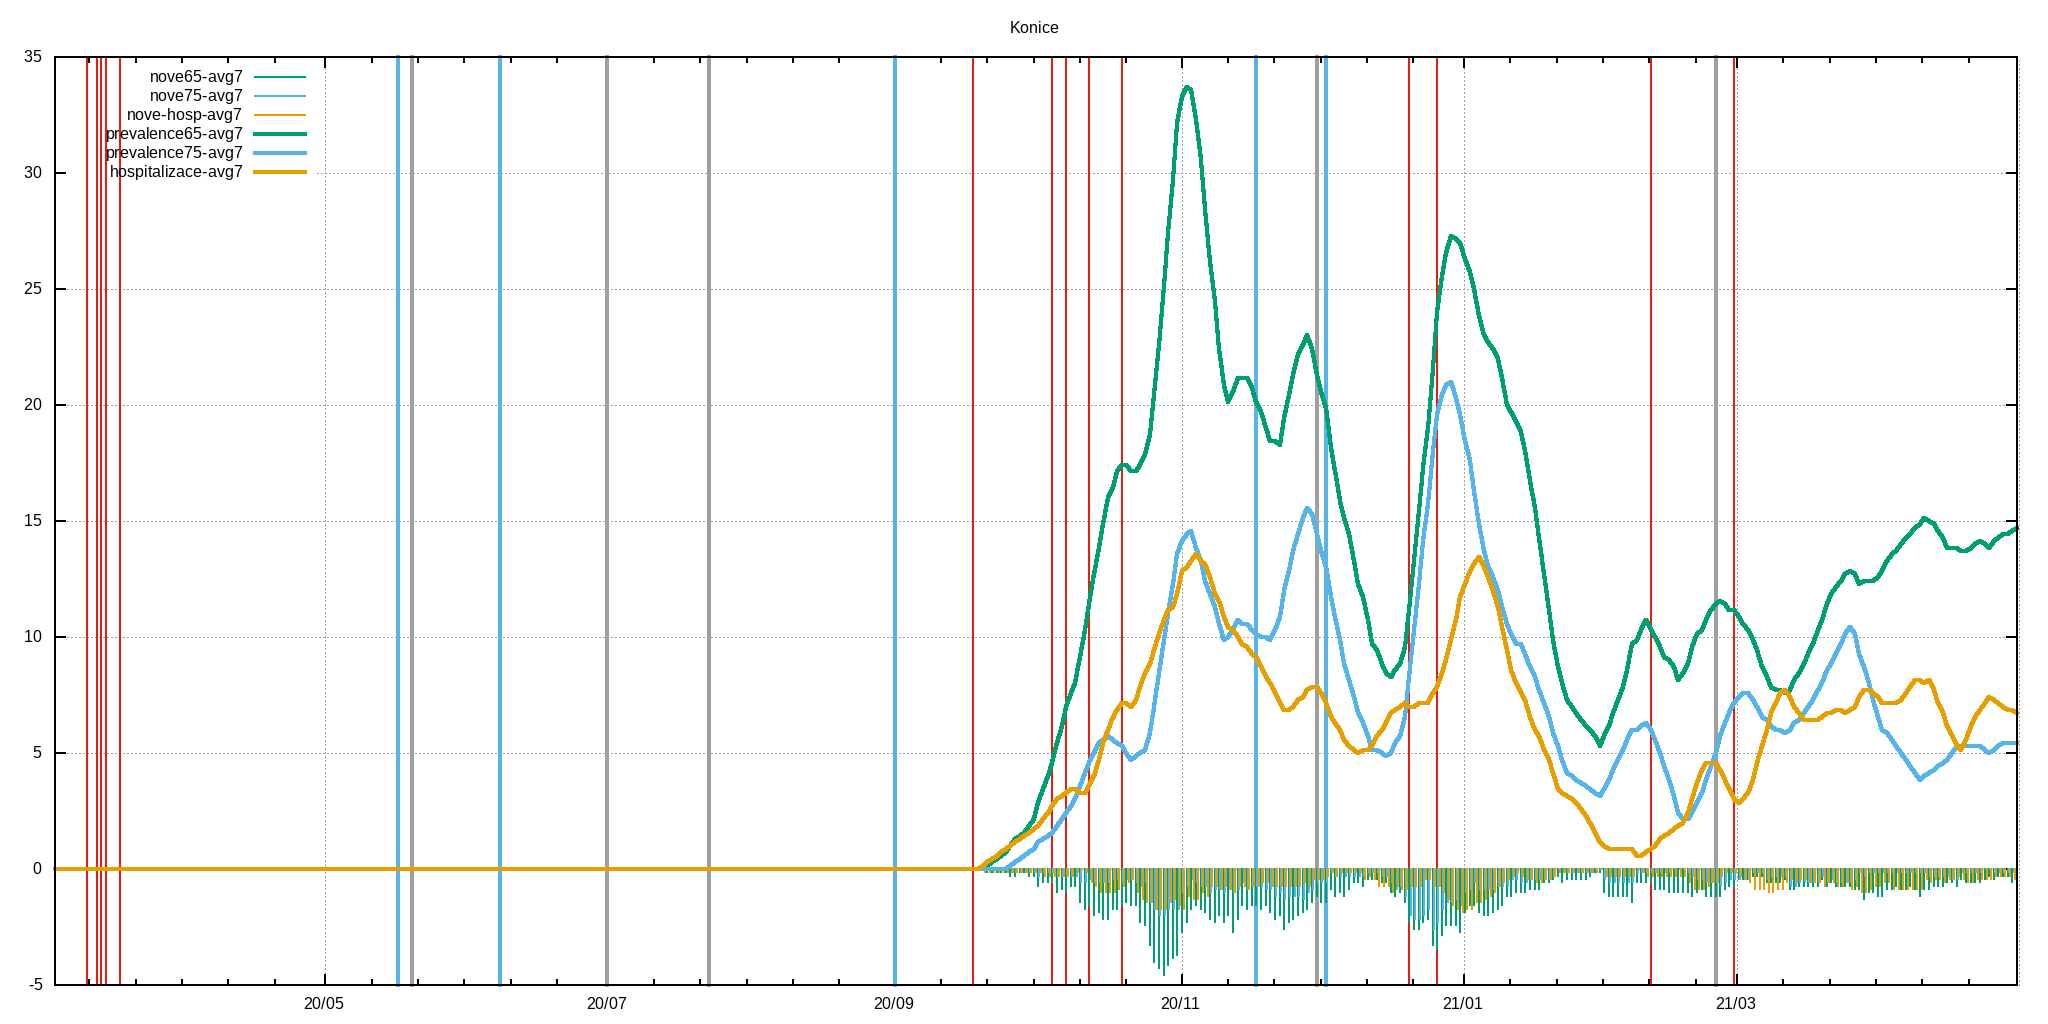 Konice
35
30
25
20
15
10
5
0
-5
nove65-avg7
nove75-avg7
nove-hosp-avg7
prevalence65-avg7
prevalence75-avg7
hospitalizace-avg7
20/05 20/07 20/09 20/11 21/01 21/03